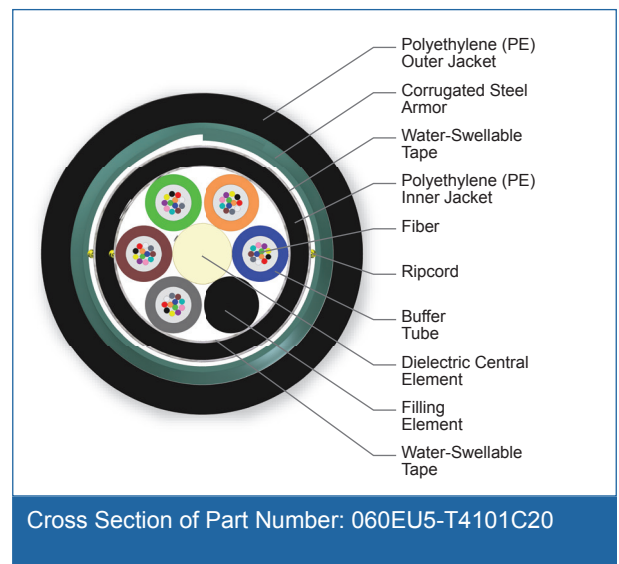 Polyethylene (PE)
Outer Jacket
Corrugated Steel
Armor
Water-Swellable
Tape
Polyethylene (PE)
Inner Jacket
Fiber
Ripcord
Buffer
Tube
Dielectric Central
Element
Filling
Element
Water-Swellable
Tape
Cross Section of Part Number: 060EU5-T4101C20